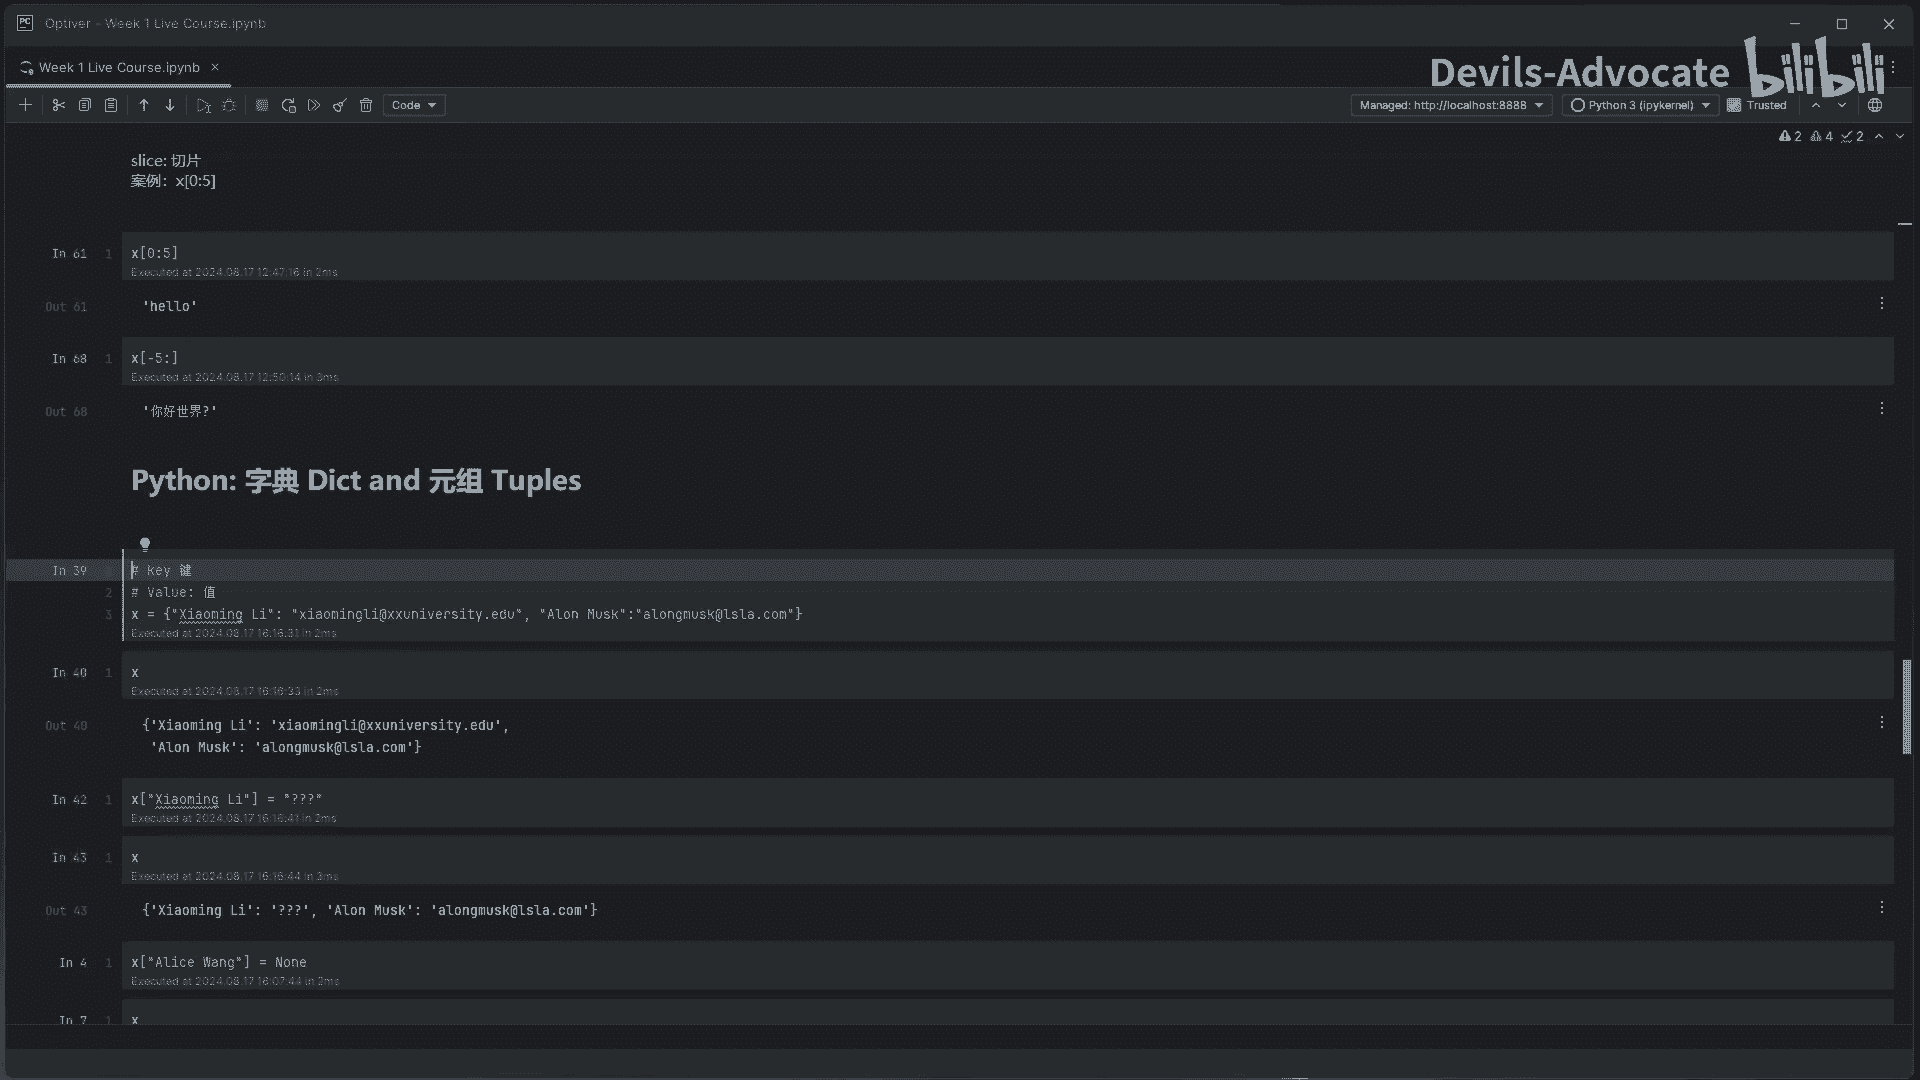 Optiver – Week 1 Live Course.ipynb
Week 1 Live Course.ipynb
Devils-Advocate bilibili
Code
Managed: http://localhost:8888
Python 3 (ipykernel)
Trusted
2 4 2
slice: 切片
案例：x[0:5]
In 61 1 x[0:5]
Executed at 2024.08.17 12:47:16 in 2ms
Out 61 'hello'
In 68 1 x[-5:]
Executed at 2024.08.17 12:50:14 in 3ms
Out 68 '你好世界?'
Python: 字典 Dict and 元组 Tuples
In 39 # Key 键
2 # Value: 值
3 x = {"Xiaoming Li": "xiaomingli@xxuniversity.edu", "Alon Musk":"alongmusk@lsla.com"}
Executed at 2024.08.17 16:16:31 in 2ms
In 40 1 x
Executed at 2024.08.17 16:16:33 in 2ms
Out 40 {'Xiaoming Li': 'xiaomingli@xxuniversity.edu',
'Alon Musk': 'alongmusk@lsla.com'}
In 42 1 x["Xiaoming Li"] = "???"
Executed at 2024.08.17 16:16:41 in 2ms
In 43 1 x
Executed at 2024.08.17 16:16:44 in 3ms
Out 43 {'Xiaoming Li': '???', 'Alon Musk': 'alongmusk@lsla.com'}
In 4 1 x["Alice Wang"] = None
Executed at 2024.08.17 16:07:44 in 2ms
In 7 1 x